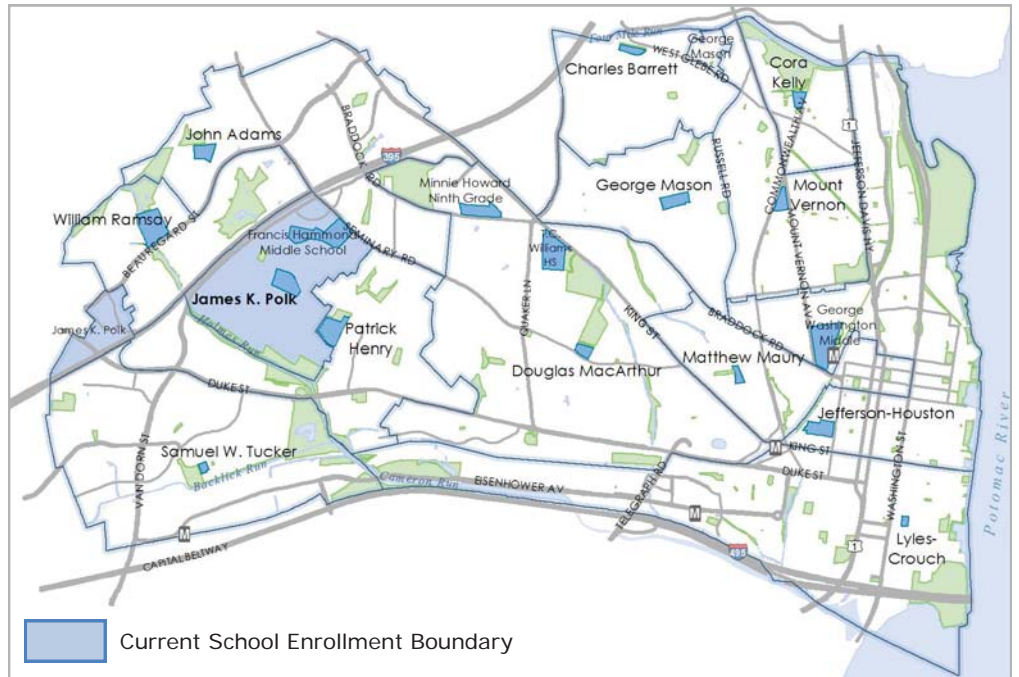 Four Mile Run
George
Mason
WEST GLEBE RD
Charles Barrett
Cora
Kelly
John Adams
BRADDOCK RD
395
1
COMMONWEALTH AV
JEFFERSON DAVIS HY
RUSSELL RD
Minnie Howard
Ninth Grade
George Mason
Mount
Vernon
William Ramsay
BEAUREGARD ST
Francis Hammond
Middle School
SEMINARY RD
T.C.
Williams
HS
MOUNT VERNON AV
James K. Polk
QUAKER LN
KING ST
BRADDOCK RD
George
Washington
Middle
M
James K. Polk
Holmes Run
Patrick
Henry
Douglas MacArthur
Matthew Maury
DUKE ST
Jefferson-Houston
M
KING ST
DUKE ST
WASHINGTON ST
Potomac River
Samuel W. Tucker
Backlick Run
VAN DORN ST
Cameron Run
EISENHOWER AV
TELEGRAPH RD
M
M
1
Lyles-
Crouch
495
CAPITAL BELTWAY
Current School Enrollment Boundary